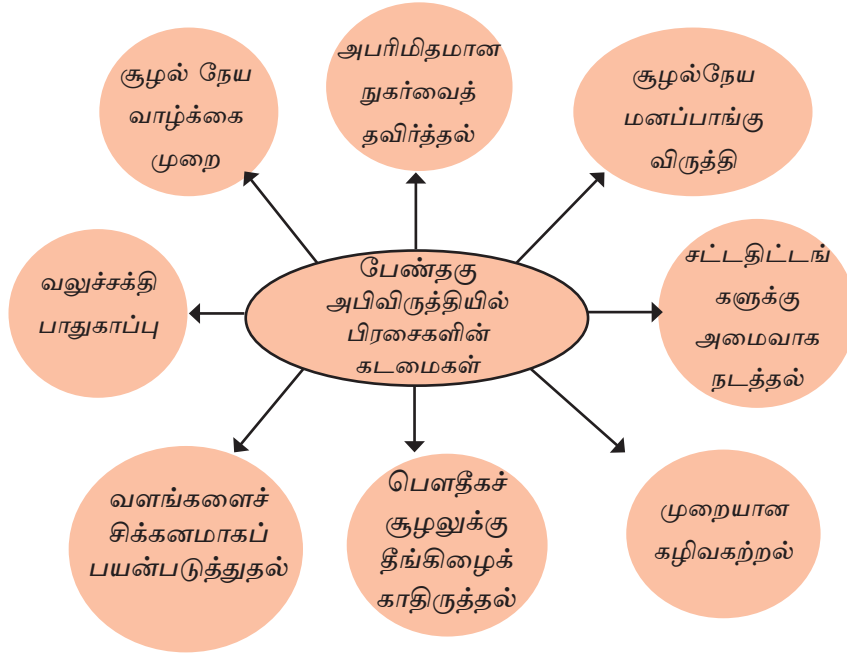 சூழல் நேய
வாழ்க்கை
முறை
அபரிமிதமான
நுகர்வைத்
தவிர்த்தல்
சூழல்நேய
மனப்பாங்கு
விருத்தி
வலுச்சக்தி
பாதுகாப்பு
பேண்தகு
அபிவிருத்தியில்
பிரசைகளின்
கடமைகள்
சட்டதிட்டங்
களுக்கு
அமைவாக
நடத்தல்
வளங்களைச்
சிக்கனமாகப்
பயன்படுத்துதல்
பௌதீகச்
சூழலுக்கு
தீங்கிழைக்
காதிருத்தல்
முறையான
கழிவகற்றல்